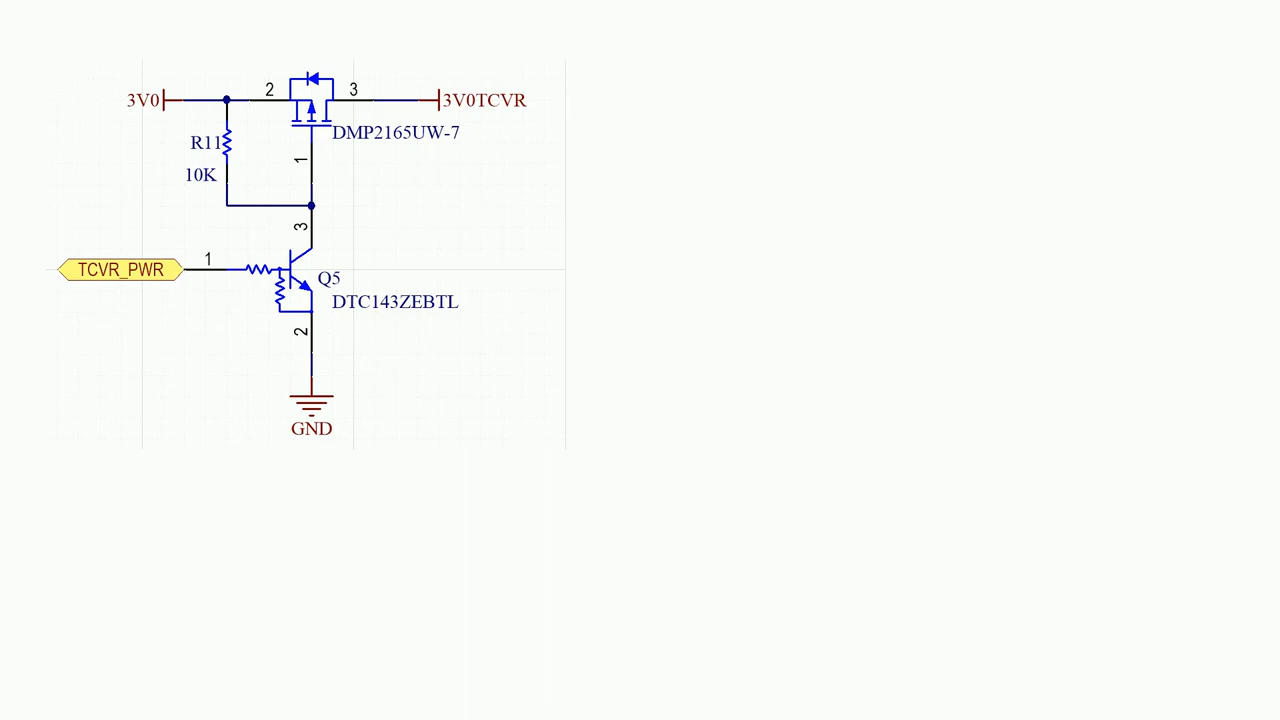 2
3
3V0
3V0TCVR
DMP2165UW-7
R11
1
10K
3
1
TCVR_PWR
Q5
DTC143ZEBTL
2
GND